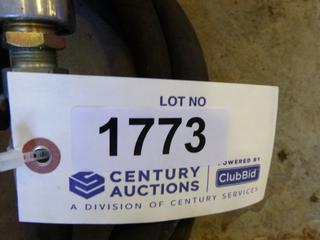 LOT NO
1773
CENTURY AUCTIONS
POWERED BY
ClubBid
A DIVISION OF CENTURY SERVICES